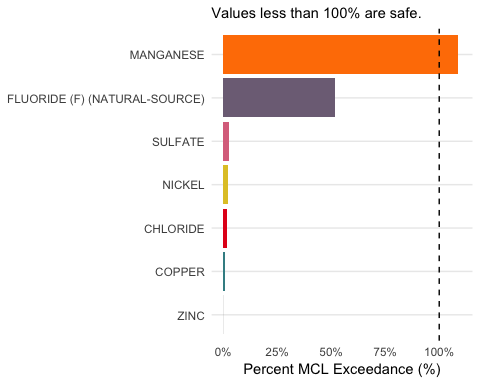 Values less than 100% are safe.
MANGANESE
FLUORIDE (F) (NATURAL-SOURCE)
SULFATE
NICKEL
CHLORIDE
COPPER
ZINC
0% 25% 50% 75% 100%
Percent MCL Exceedance (%)